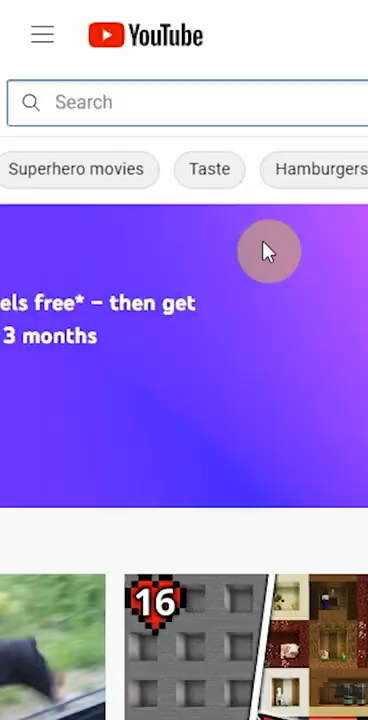 YouTube
Search
Superhero movies
Taste
Hamburgers
els free* – then get
3 months
16